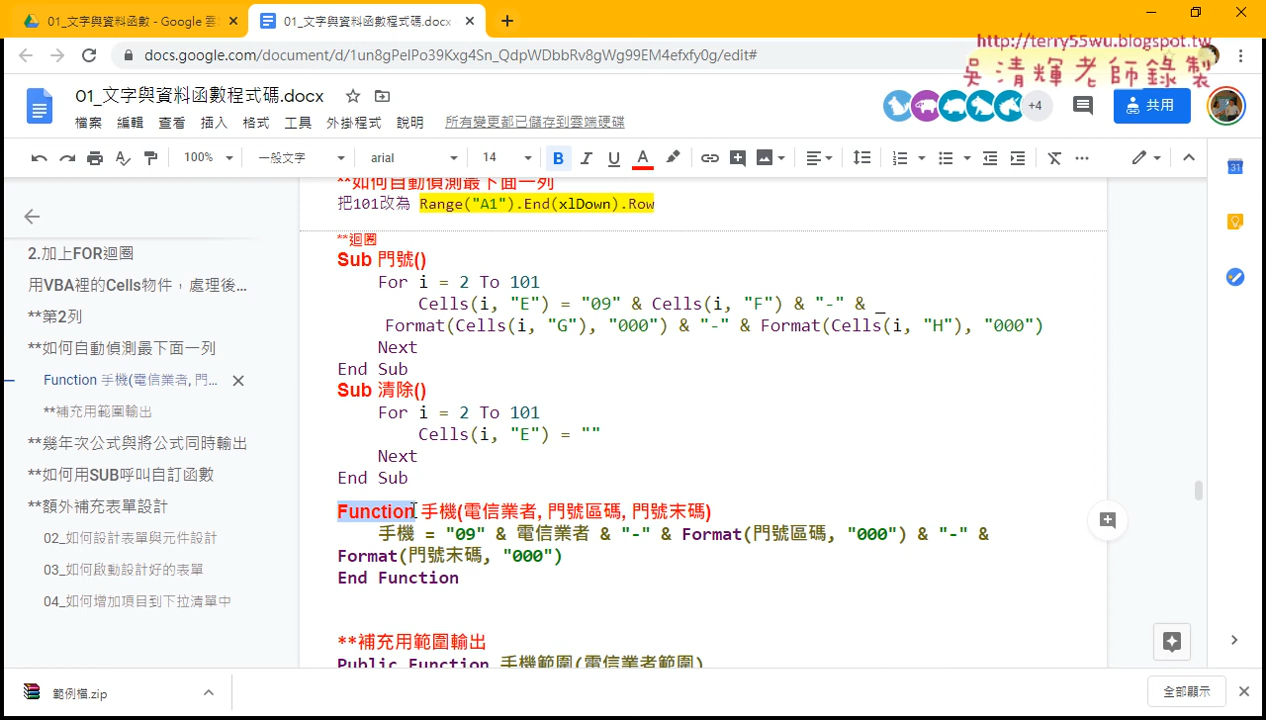 01_文字與資料函數 - Google 雲
01_文字與資料函數程式碼.docx
docs.google.com/document/d/1un8gPelPo39Kxg4Sn_QdpWDbbRv8gWg99EM4efxfy0g/edit#
http://terry55wu.blogspot.tw
吳清輝老師錄製
01_文字與資料函數程式碼.docx
檔案 編輯 查看 插入 格式 工具 外掛程式 說明 所有變更都已儲存到雲端硬碟
+4
共用
100% 一般文字 arial 14 B I U A
31
2.加上FOR迴圈
用VBA裡的Cells物件，處理後...
**第2列
**如何自動偵測最下面一列
Function 手機(電信業者, 門...
**補充用範圍輸出
**幾年次公式與將公式同時輸出
**如何用SUB呼叫自訂函數
**額外補充表單設計
02_如何設計表單與元件設計
03_如何啟動設計好的表單
04_如何增加項目到下拉清單中
**如何自動偵測最下面一列
把101改為 Range("A1").End(xlDown).Row
**迴圈
Sub 門號()
For i = 2 To 101
Cells(i, "E") = "09" & Cells(i, "F") & "-" & _
Format(Cells(i, "G"), "000") & "-" & Format(Cells(i, "H"), "000")
Next
End Sub
Sub 清除()
For i = 2 To 101
Cells(i, "E") = ""
Next
End Sub
Function 手機(電信業者, 門號區碼, 門號末碼)
手機 = "09" & 電信業者 & "-" & Format(門號區碼, "000") & "-" &
Format(門號末碼, "000")
End Function
**補充用範圍輸出
Public Function 手機範圍(電信業者範圍)
範例檔.zip
全部顯示